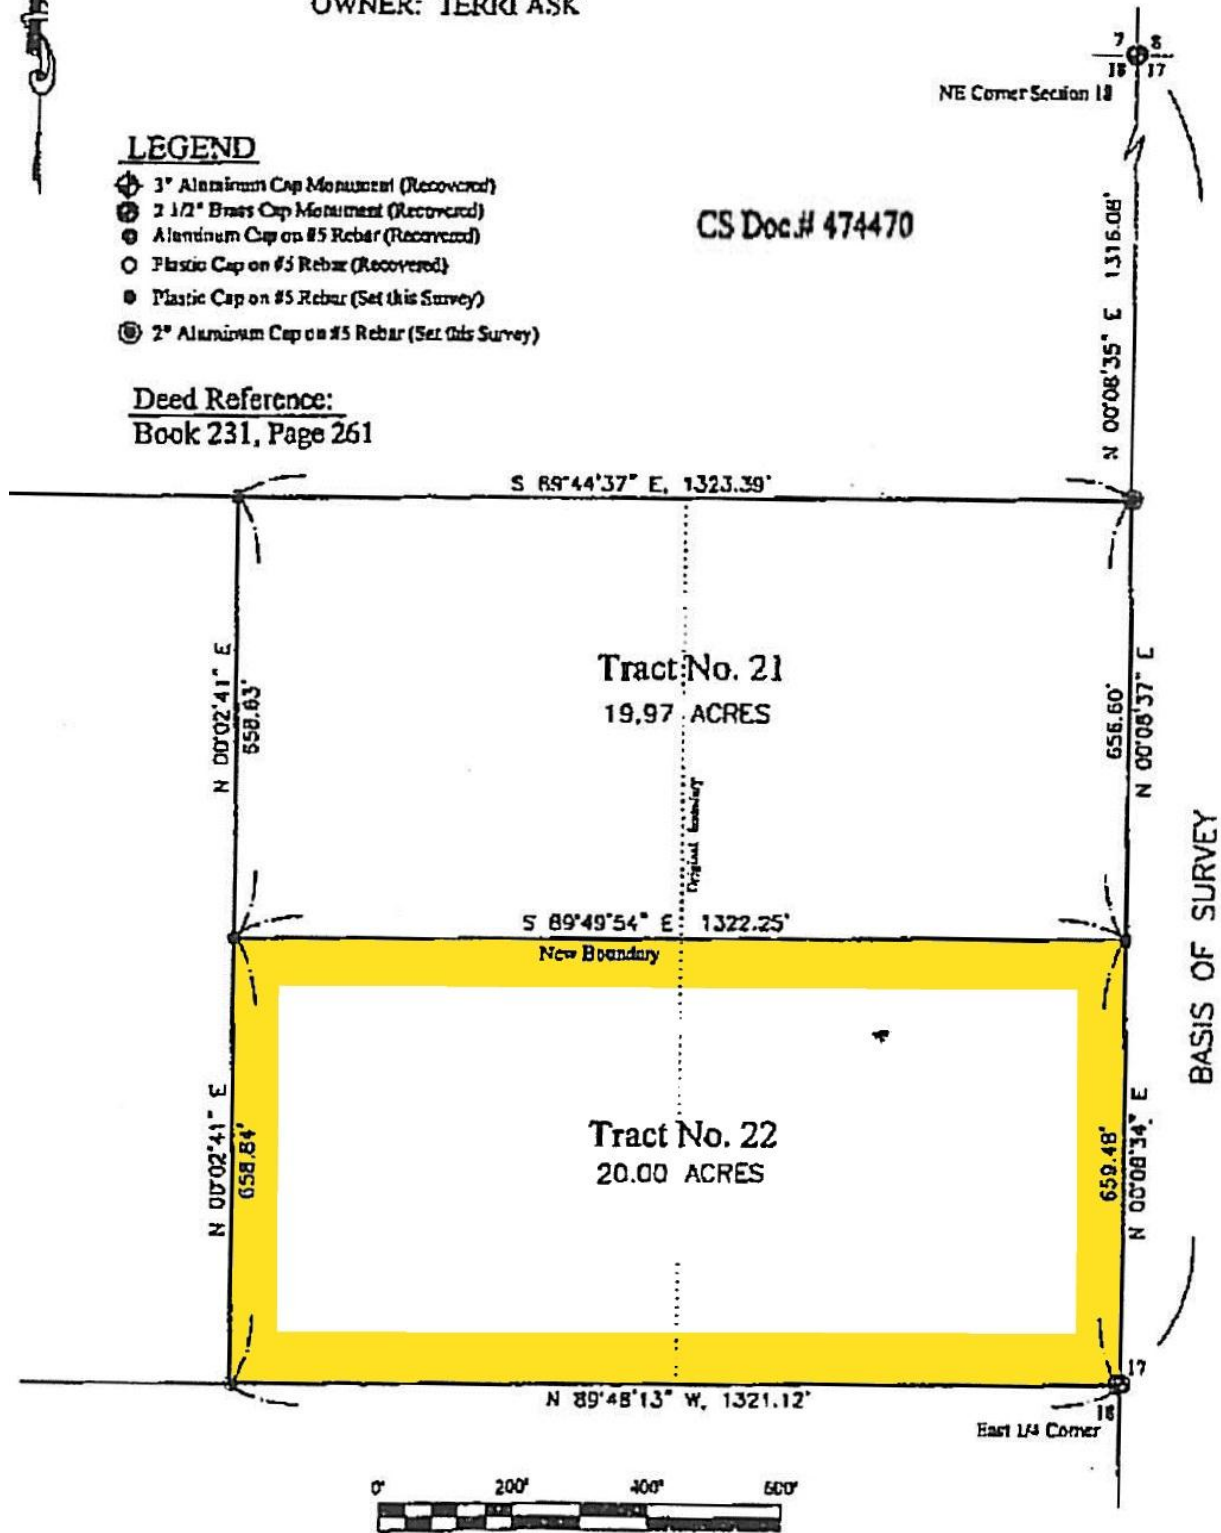 OWNER: TERRI ASK
7 8
18 17
NE Corner Section 18
LEGEND
3" Aluminum Cap Monument (Recovered)
2 1/2" Brass Cap Monument (Recovered)
Aluminum Cap on #5 Rebar (Recovered)
Plastic Cap on #5 Rebar (Recovered)
Plastic Cap on #5 Rebar (Set this Survey)
2" Aluminum Cap on #5 Rebar (Set this Survey)
CS Doc.# 474470
N 00°08'35" E 1316.08'
Deed Reference:
Book 231, Page 261
S 89°44'37" E, 1323.39'
Tract No. 21
19.97 ACRES
N 00°02'41" E
658.63'
656.60'
N 00°08'37" E
Original boundary
BASIS OF SURVEY
S 89°49'54" E 1322.25'
New Boundary
Tract No. 22
20.00 ACRES
N 00°02'41" E
658.84'
659.48'
N 00°08'34" E
17
18
N 89°48'13" W, 1321.12'
East 1/4 Corner
0' 200' 400' 600'